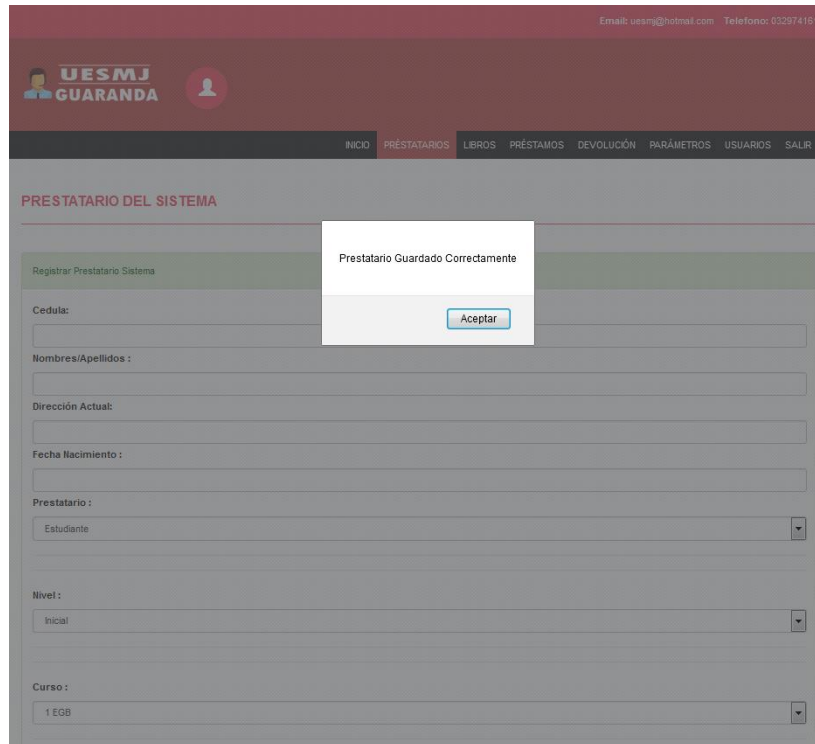 Email: uesmj@hotmail.com Telefono: 03297416
UESMJ
GUARANDA
INICIO PRÉSTATARIOS LIBROS PRÉSTAMOS DEVOLUCIÓN PARÁMETROS USUARIOS SALIR
PRESTATARIO DEL SISTEMA
Prestatario Guardado Correctamente
Aceptar
Registrar Prestatario Sistema
Cedula:
Nombres/Apellidos :
Dirección Actual:
Fecha Nacimiento :
Prestatario :
Estudiante
Nivel :
Inicial
Curso :
1 EGB